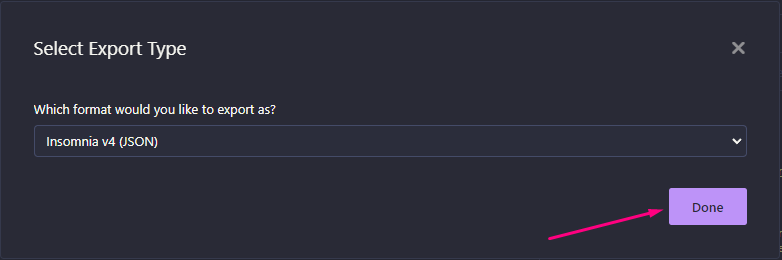 Select Export Type
Which format would you like to export as?
Insomnia v4 (JSON)
Done